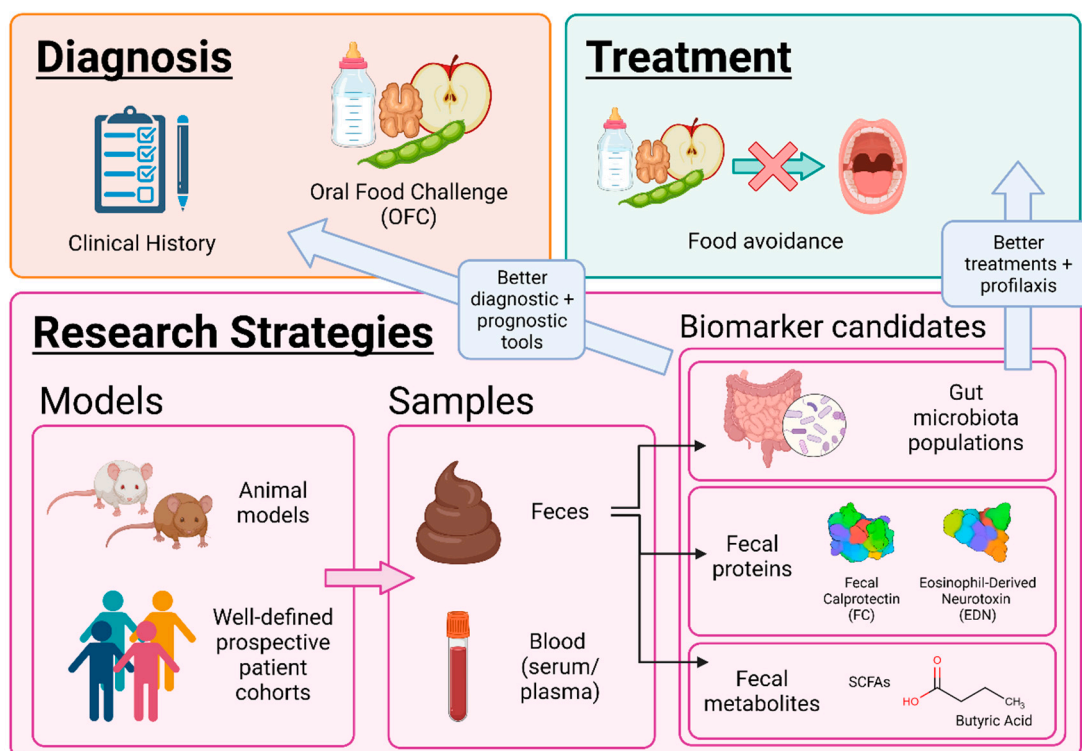 Diagnosis
Clinical History
Oral Food Challenge
(OFC)
Treatment
Food avoidance
Better
diagnostic +
prognostic
tools
Better
treatments +
profilaxis
Research Strategies
Models
Animal
models
Well-defined
prospective
patient
cohorts
Samples
Feces
Blood
(serum/
plasma)
Biomarker candidates
Gut
microbiota
populations
Fecal
proteins
Fecal
Calprotectin
(FC)
Eosinophil-Derived
Neurotoxin
(EDN)
Fecal
metabolites
SCFAs
O
HO
CH3
Butyric Acid